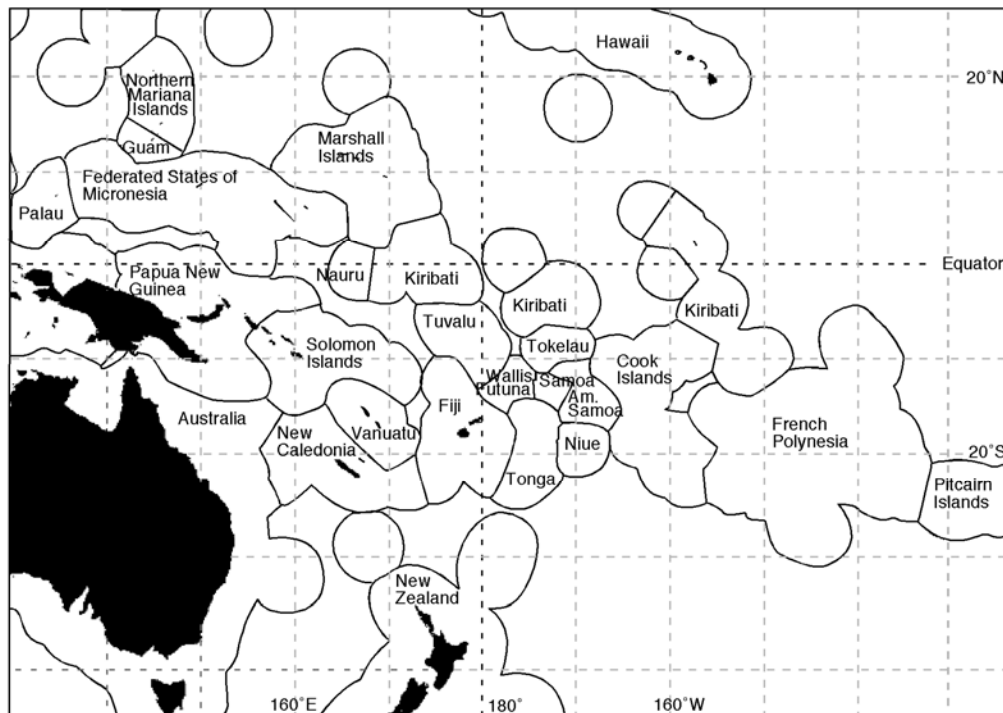 Hawaii
20°N
Northern
Mariana
Islands
Guam
Marshall
Islands
Federated States of
Micronesia
Palau
Equator
Nauru
Kiribati
Papua New
Guinea
Kiribati
Kiribati
Tuvalu
Tokelau
Solomon
Islands
Cook
Islands
Wallis
Futuna
Samoa
Am.
Samoa
Australia
Fiji
French
Polynesia
New
Caledonia
Vanuatu
Niue
20°S
Tonga
Pitcairn
Islands
New
Zealand
160°E
180°
160°W